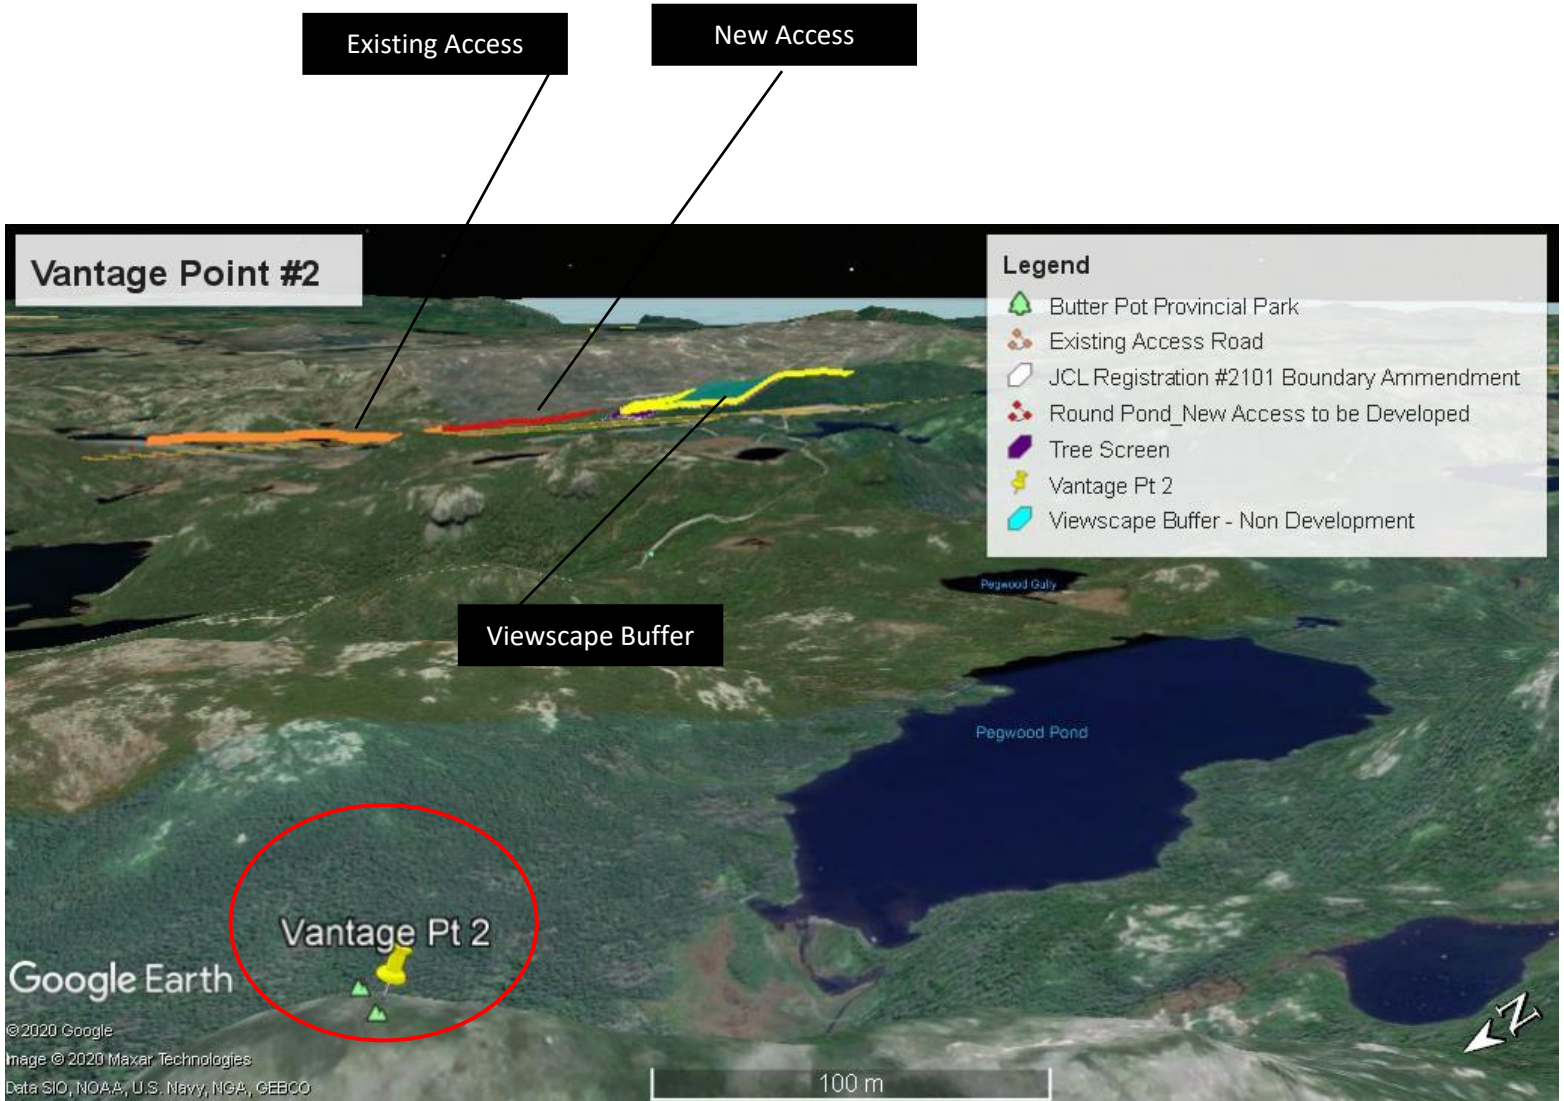 Existing Access
New Access
Vantage Point #2
Legend
Butter Pot Provincial Park
Existing Access Road
JCL Registration #2101 Boundary Ammendment
Round Pond_New Access to be Developed
Tree Screen
Vantage Pt 2
Viewscape Buffer - Non Development
Pegwood Gully
Viewscape Buffer
Pegwood Pond
Vantage Pt 2
Google Earth
© 2020 Google
Image © 2020 Maxar Technologies
Data SIO, NOAA, U.S. Navy, NGA, GEBCO
100 m
N